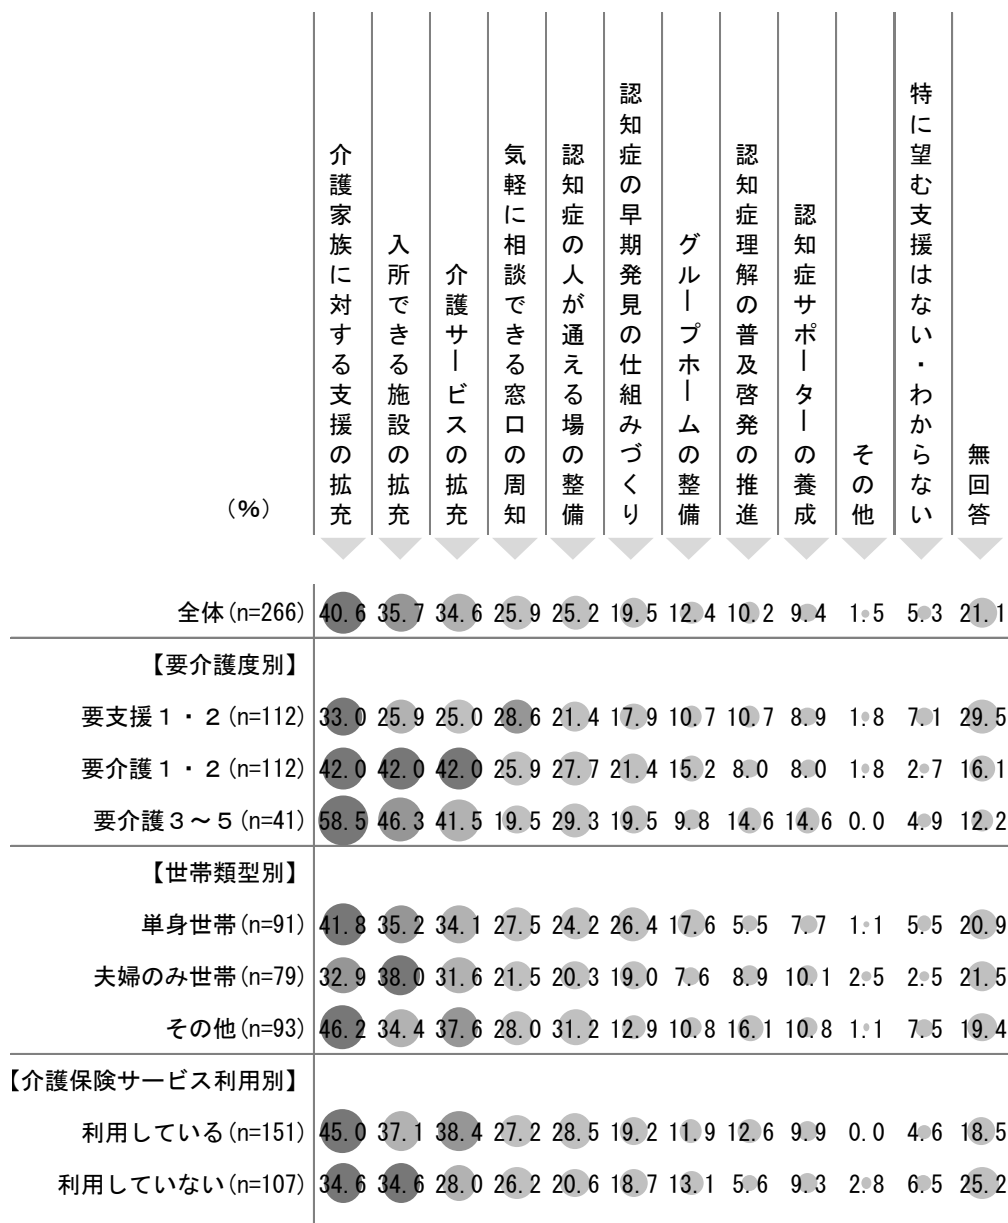 (%)
介護家族に対する支援の拡充
入所できる施設の拡充
介護サービスの拡充
気軽に相談できる窓口の周知
認知症の人が通える場の整備
認知症の早期発見の仕組みづくり
グループホームの整備
認知症理解の普及啓発の推進
認知症サポーターの養成
その他
特に望む支援はない・わからない
無回答
全体(n=266) 40.6 35.7 34.6 25.9 25.2 19.5 12.4 10.2 9.4 1.5 5.3 21.1
【要介護度別】
要支援1・2(n=112) 33.0 25.9 25.0 28.6 21.4 17.9 10.7 10.7 8.9 1.8 7.1 29.5
要介護1・2(n=112) 42.0 42.0 42.0 25.9 27.7 21.4 15.2 8.0 8.0 1.8 2.7 16.1
要介護3～5(n=41) 58.5 46.3 41.5 19.5 29.3 19.5 9.8 14.6 14.6 0.0 4.9 12.2
【世帯類型別】
単身世帯(n=91) 41.8 35.2 34.1 27.5 24.2 26.4 17.6 5.5 7.7 1.1 5.5 20.9
夫婦のみ世帯(n=79) 32.9 38.0 31.6 21.5 20.3 19.0 7.6 8.9 10.1 2.5 2.5 21.5
その他(n=93) 46.2 34.4 37.6 28.0 31.2 12.9 10.8 16.1 10.8 1.1 7.5 19.4
【介護保険サービス利用別】
利用している(n=151) 45.0 37.1 38.4 27.2 28.5 19.2 11.9 12.6 9.9 0.0 4.6 18.5
利用していない(n=107) 34.6 34.6 28.0 26.2 20.6 18.7 13.1 5.6 9.3 2.8 6.5 25.2